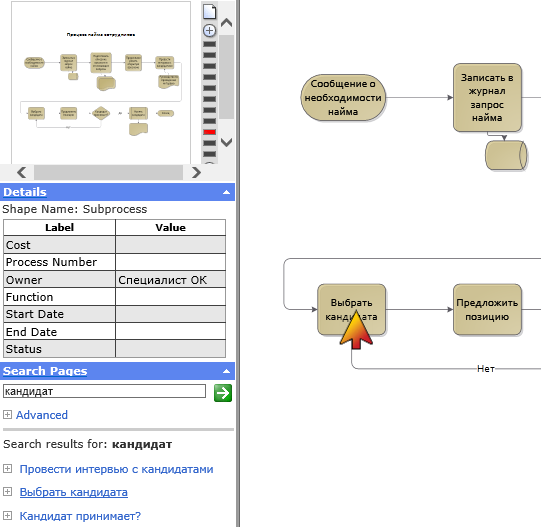 Процесс найма сотрудников
Details
Shape Name: Subprocess
Label Value
Cost
Process Number
Owner Специалист ОК
Function
Start Date
End Date
Status
Search Pages
кандидат
Advanced
Search results for: кандидат
Провести интервью с кандидатами
Выбрать кандидата
Кандидат принимает?
Сообщение о
необходимости
найма
Записать в
журнал
запрос
найма
Выбрать
кандидата
Предложить
позицию
Нет